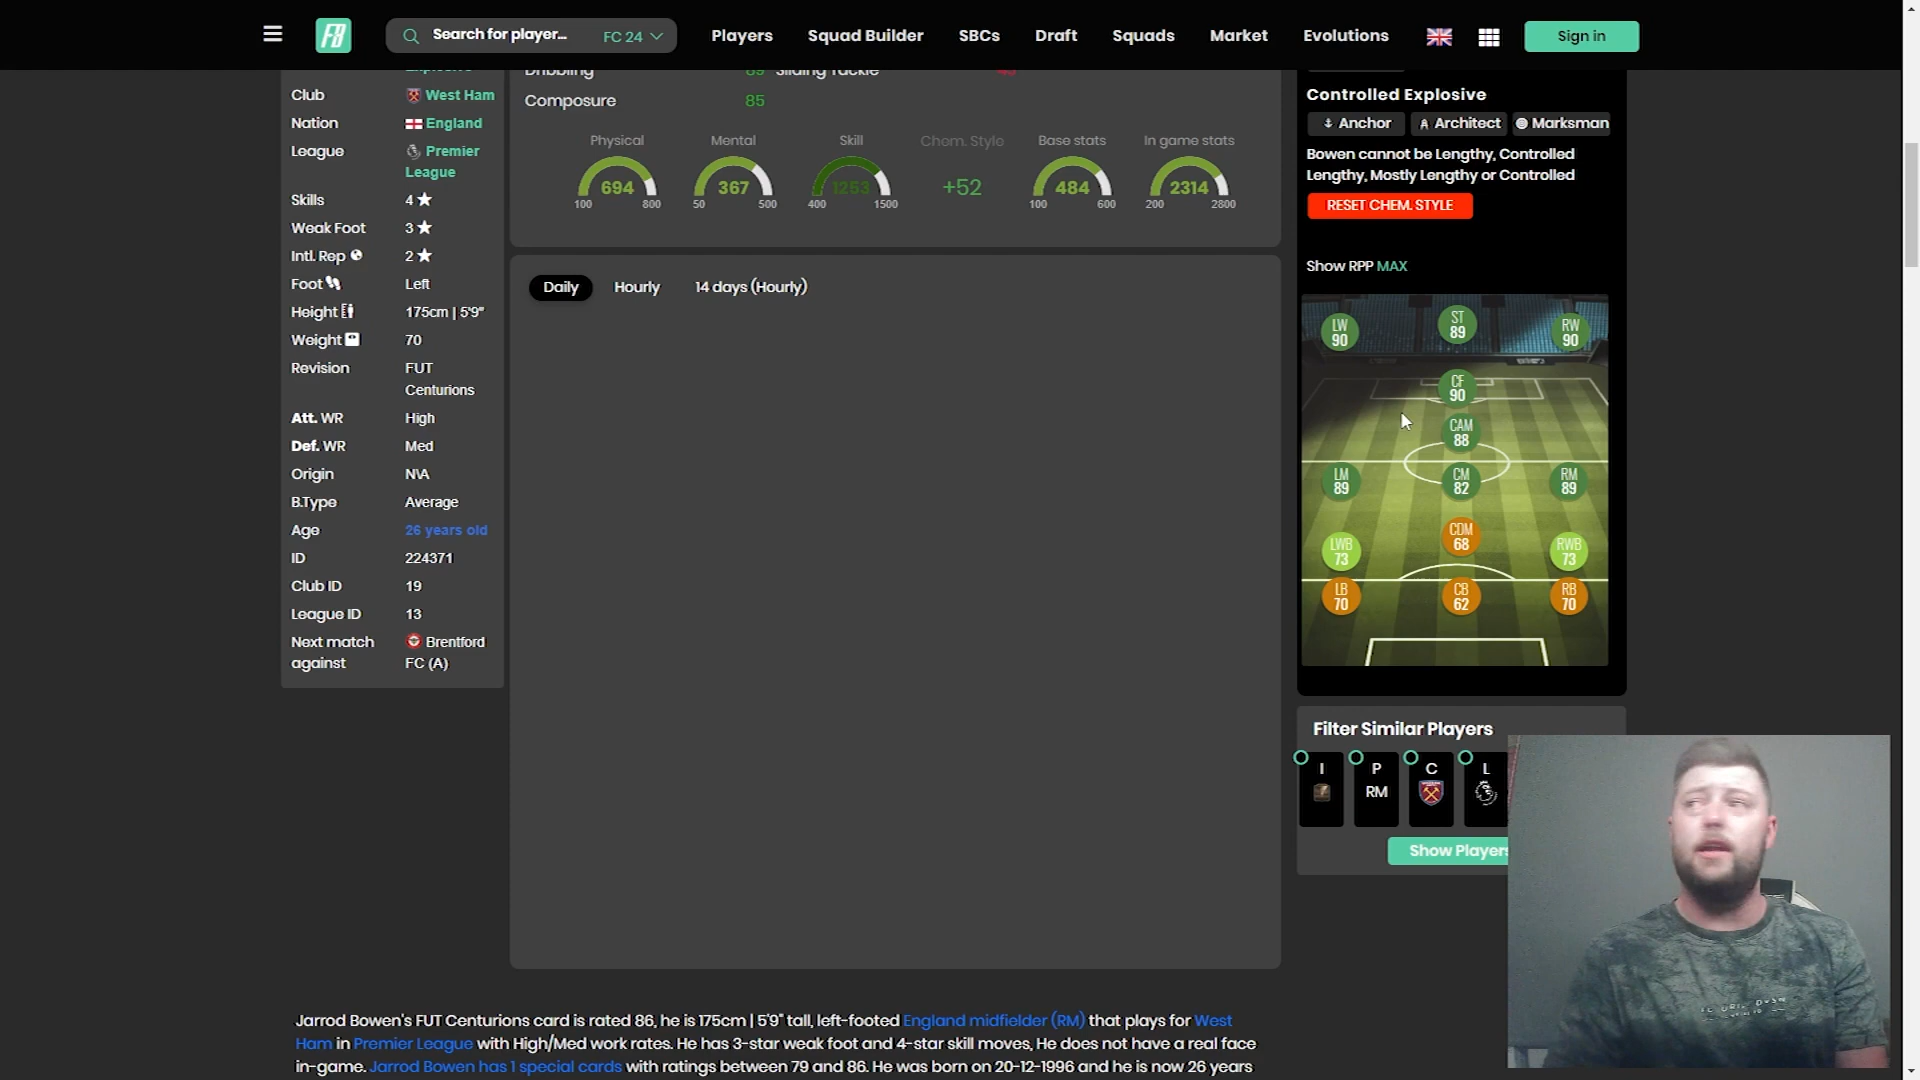 Search for player...
FC 24
Players
Squad Builder
SBCs
Draft
Squads
Market
Evolutions
Sign in
Explosive
Club West Ham
Nation England
League Premier
League
Skills 4
Weak Foot 3
Intl. Rep 2
Foot Left
Height 175cm | 5'9"
Weight 70
Revision FUT
Centurions
Att. WR High
Def. WR Med
Origin N\A
B.Type Average
Age 26 years old
ID 224371
Club ID 19
League ID 13
Next match Brentford
against FC (A)
Dribbling 89 Sliding Tackle
Composure 85
Physical Mental Skill Chem. Style Base stats In game stats
694 367 1253 +52 484 2314
100 800 50 500 400 1500 100 600 200 2800
Daily Hourly 14 days (Hourly)
Controlled Explosive
Anchor Architect Marksman
Bowen cannot be Lengthy, Controlled
Lengthy, Mostly Lengthy or Controlled
RESET CHEM. STYLE
Show RPP MAX
LW 90
ST 89
RW 90
CF 90
CAM 88
LM 89
CM 82
RM 89
LWB 73
CDM 68
RWB 73
LB 70
CB 62
RB 70
Filter Similar Players
I P C L
RM
Show Players
Jarrod Bowen's FUT Centurions card is rated 86, he is 175cm | 5'9" tall, left-footed England midfielder (RM) that plays for West
Ham in Premier League with High/Med work rates. He has 3-star weak foot and 4-star skill moves, He does not have a real face
in-game. Jarrod Bowen has 1 special cards with ratings between 79 and 86. He was born on 20-12-1996 and he is now 26 years